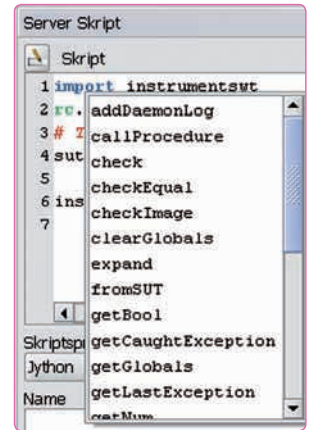 Server Skript
Skript
1 import instrumentswt
2 rc.
3 #
4 sut
5
6 ins
7
addDaemonLog
callProcedure
check
checkEqual
checkImage
clearGlobals
expand
fromSUT
getBool
getCaughtException
getGlobals
getLastException
getNum
Jython
Name